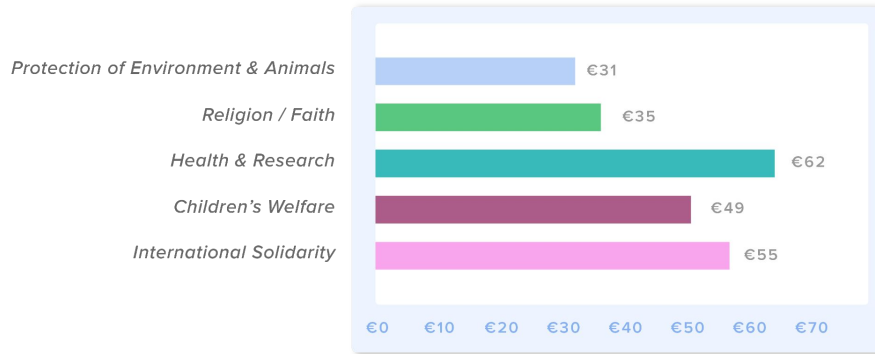 Protection of Environment & Animals €31
Religion / Faith €35
Health & Research €62
Children’s Welfare €49
International Solidarity €55
€0 €10 €20 €30 €40 €50 €60 €70